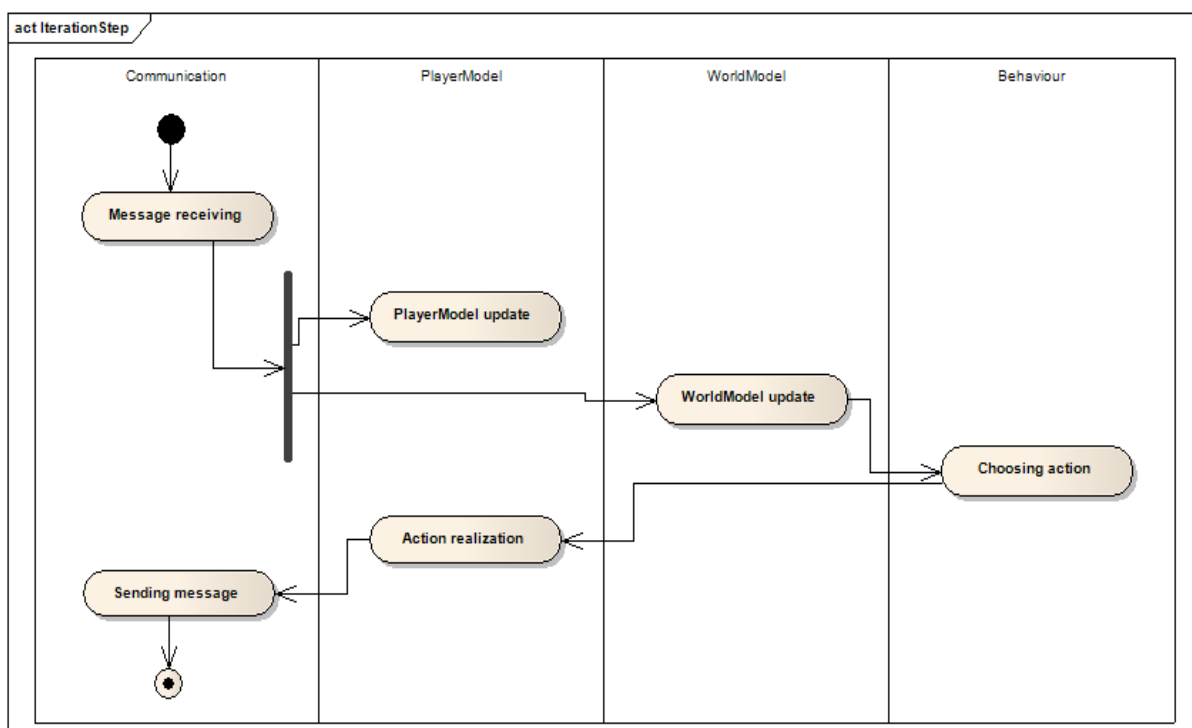 act IterationStep
Communication
PlayerModel
WorldModel
Behaviour
Message receiving
PlayerModel update
WorldModel update
Choosing action
Action realization
Sending message